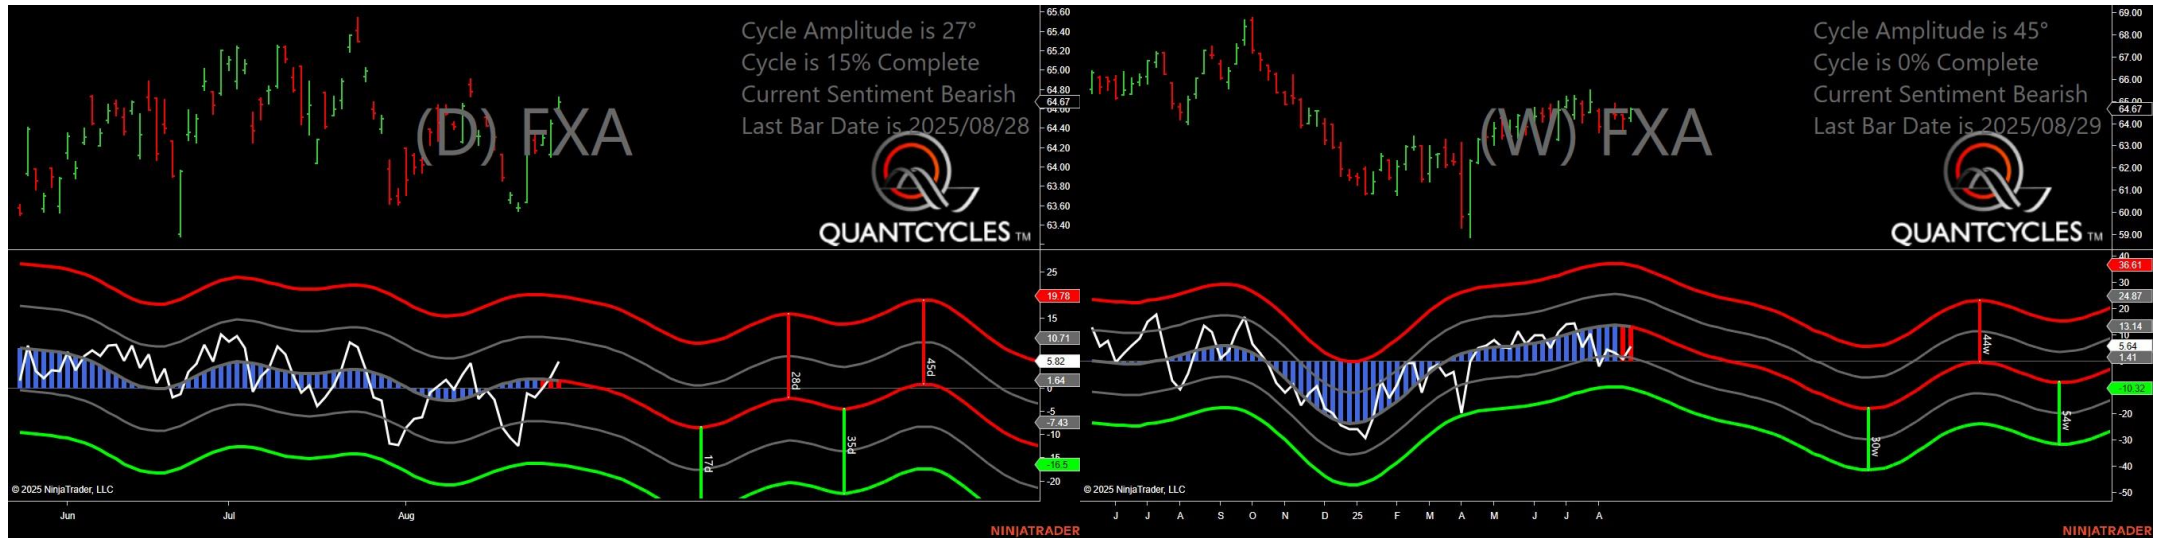 Cycle Amplitude is 27°
Cycle is 15% Complete
Current Sentiment Bearish
Last Bar Date is 2025/08/28
(D) FXA
QUANTCYCLES TM
65.60
65.40
65.20
65.00
64.80
64.67
64.40
64.20
64.00
63.80
63.60
63.40
25
19.78
15
10.71
5.82
1.64
0
-5
-7.43
-10
-15
-16.5
-20
17d
28d
35d
45d
© 2025 NinjaTrader, LLC
Jun Jul Aug
NINJATRADER
Cycle Amplitude is 45°
Cycle is 0% Complete
Current Sentiment Bearish
Last Bar Date is 2025/08/29
(W) FXA
QUANTCYCLES TM
69.00
68.00
67.00
66.00
65.00
64.67
64.00
63.00
62.00
61.00
60.00
59.00
40
36.61
30
24.87
20
13.14
10
5.64
1.41
-10.32
-20
-30
-40
-50
30w
44w
54w
© 2025 NinjaTrader, LLC
J J A S O N D 25 F M A M J J A
NINJATRADER